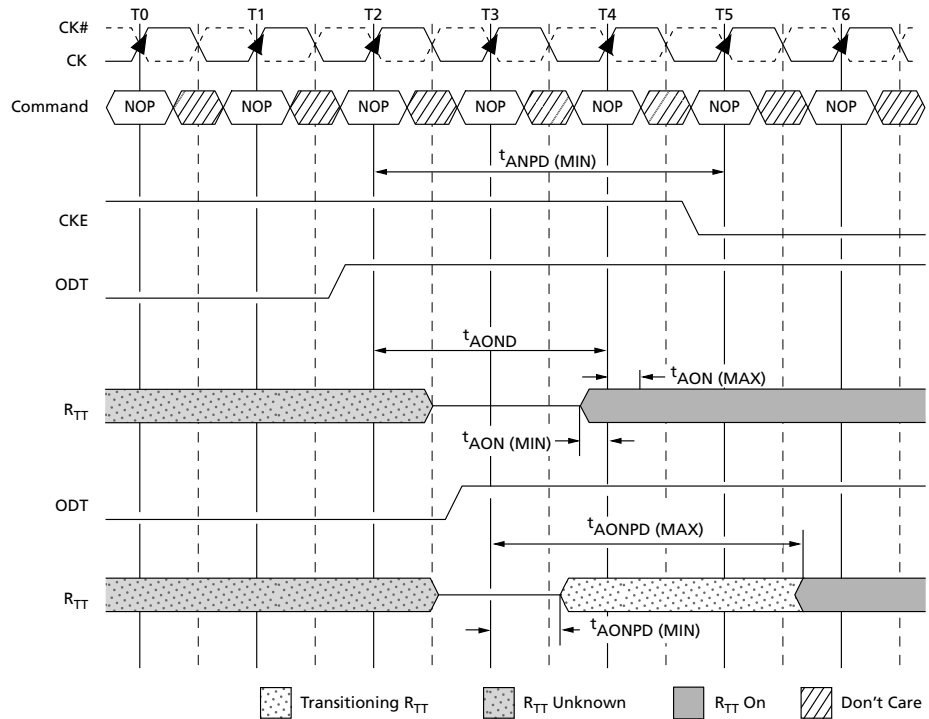 T0 T1 T2 T3 T4 T5 T6
CK#
CK
Command NOP NOP NOP NOP NOP NOP NOP
tANPD (MIN)
CKE
ODT
tAOND
tAON (MAX)
RTT
tAON (MIN)
ODT
tAONPD (MAX)
RTT
tAONPD (MIN)
Transitioning RTT RTT Unknown RTT On Don't Care